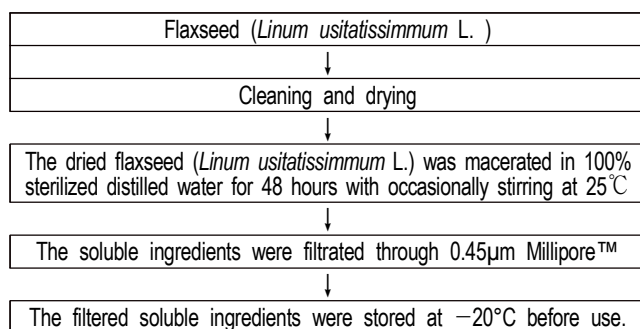 Flaxseed (Linum usitatissimmum L. )
Cleaning and drying
The dried flaxseed (Linum usitatissimmum L.) was macerated in 100%
sterilized distilled water for 48 hours with occasionally stirring at 25℃
The soluble ingredients were filtrated through 0.45µm Millipore™
The filtered soluble ingredients were stored at −20°C before use.